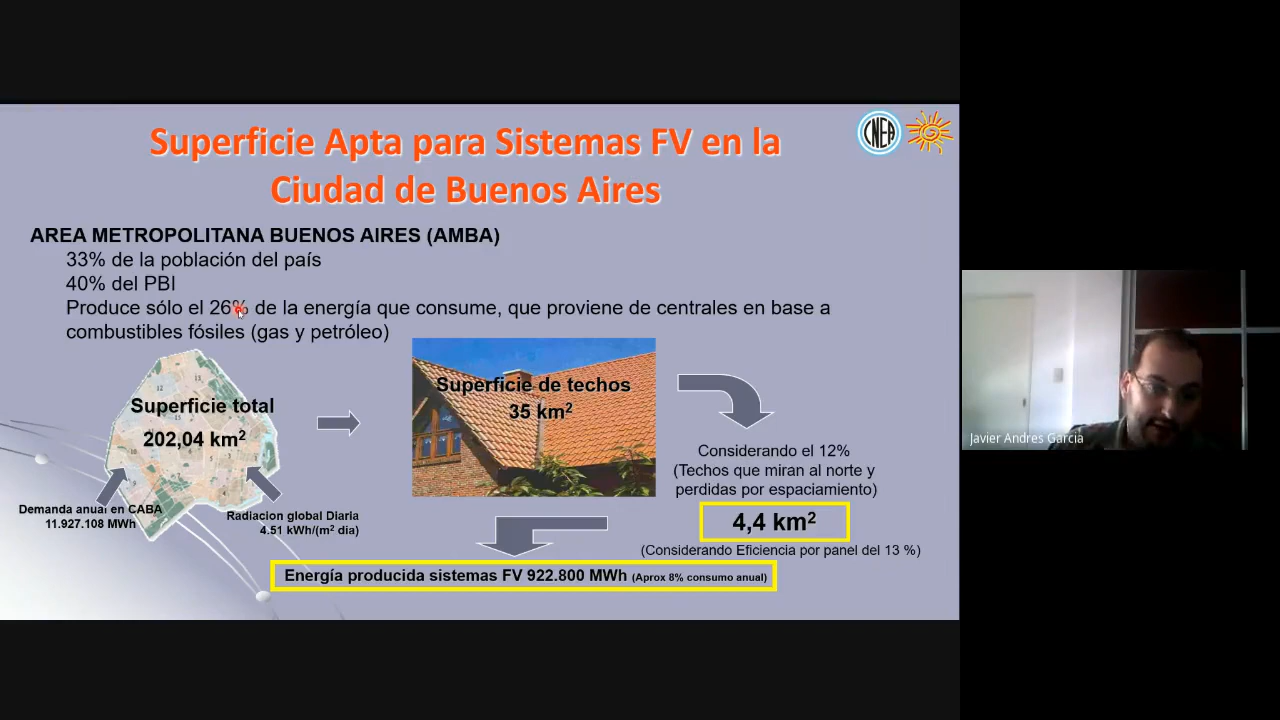 Superficie Apta para Sistemas FV en la
Ciudad de Buenos Aires
CNEA
AREA METROPOLITANA BUENOS AIRES (AMBA)
33% de la población del país
40% del PBI
Produce sólo el 26% de la energía que consume, que proviene de centrales en base a
combustibles fósiles (gas y petróleo)
Superficie total
202,04 km²
Demanda anual en CABA
11.927.108 MWh
Radiacion global Diaria
4.51 kWh/(m² dia)
Superficie de techos
35 km²
Considerando el 12%
(Techos que miran al norte y
perdidas por espaciamiento)
4,4 km²
(Considerando Eficiencia por panel del 13 %)
Energía producida sistemas FV 922.800 MWh (Aprox 8% consumo anual)
Javier Andres Garcia